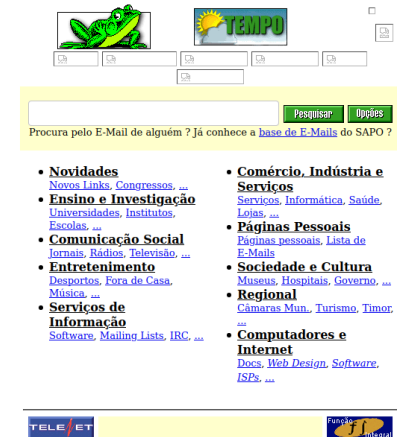 TEMPO
Pesquisar Opções
Procura pelo E-Mail de alguém ? Já conhece a base de E-Mails do SAPO ?
Novidades
Novos Links, Congressos, ...
Ensino e Investigação
Universidades, Institutos,
Escolas, ...
Comunicação Social
Jornais, Rádios, Televisão, ...
Entretenimento
Desportos, Fora de Casa,
Música, ...
Serviços de
Informação
Software, Mailing Lists, IRC, ...
Comércio, Indústria e
Serviços
Serviços, Informática, Saúde,
Lojas, ...
Páginas Pessoais
Páginas pessoais, Lista de
E-Mails
Sociedade e Cultura
Museus, Hospitais, Governo, ...
Regional
Câmaras Mun., Turismo, Timor,
...
Computadores e
Internet
Docs, Web Design, Software,
ISPs, ...
TELENET
Função
Integral